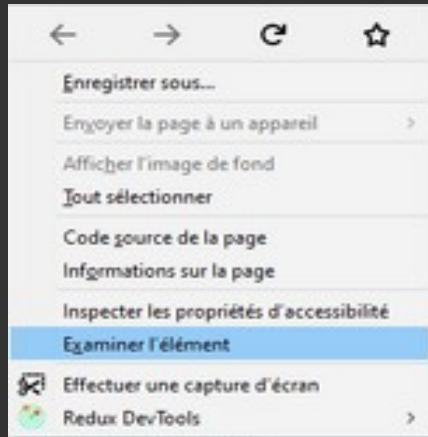 Enregistrer sous...
Envoyer la page à un appareil
Afficher l'image de fond
Tout sélectionner
Code source de la page
Informations sur la page
Inspecter les propriétés d'accessibilité
Examiner l'élément
Effectuer une capture d'écran
Redux DevTools